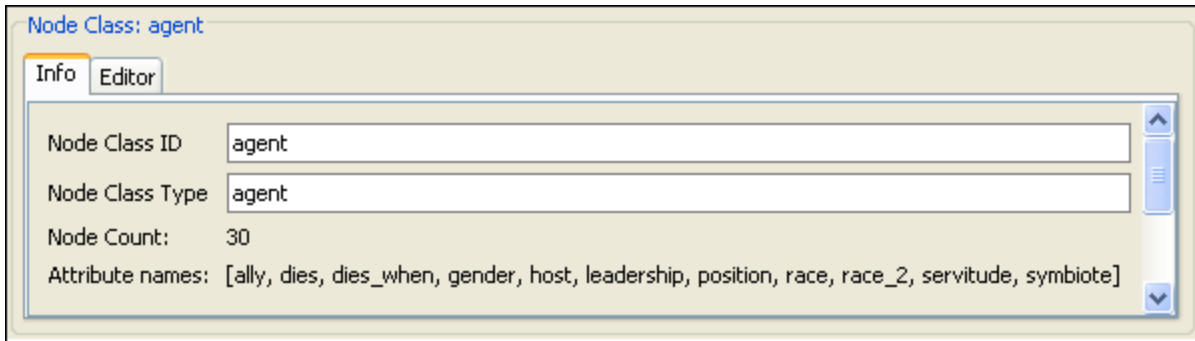 Node Class: agent
Info Editor
Node Class ID agent
Node Class Type agent
Node Count: 30
Attribute names: [ally, dies, dies_when, gender, host, leadership, position, race, race_2, servitude, symbiote]